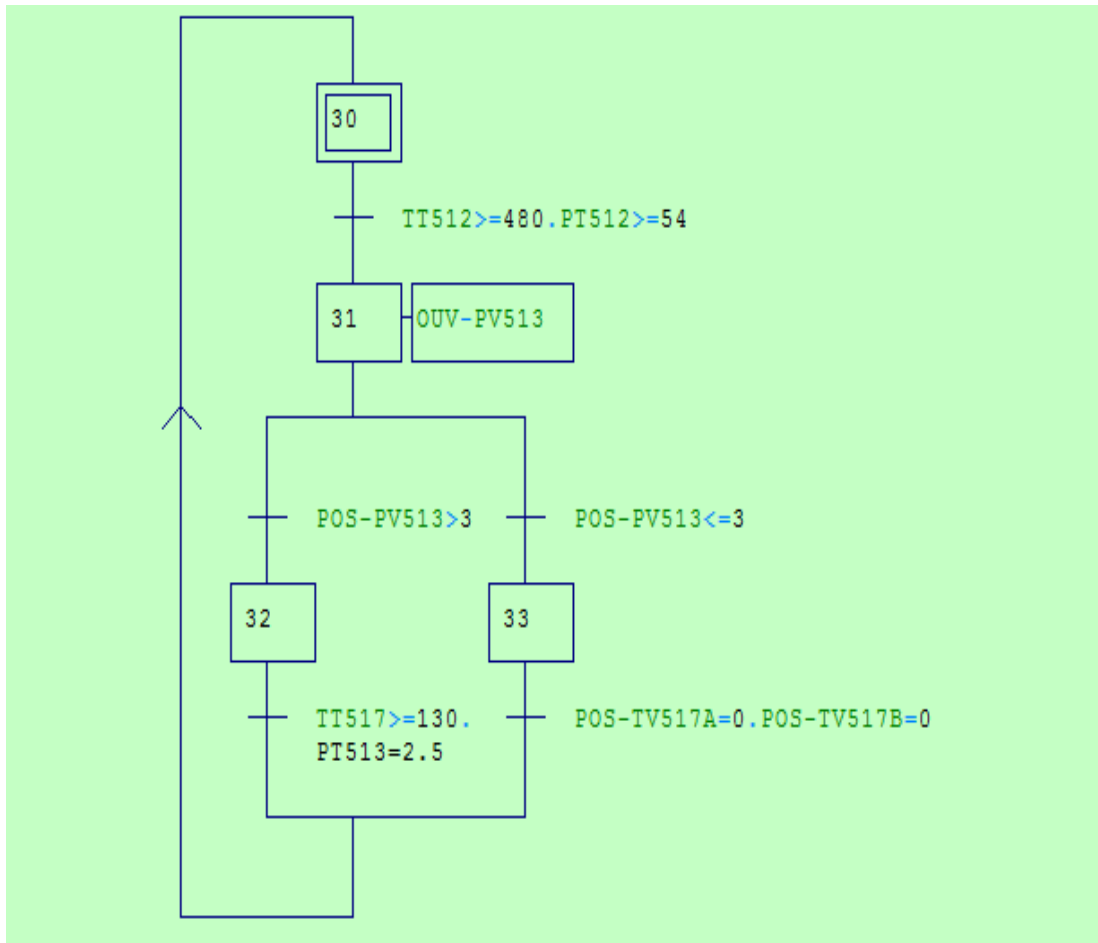 30
TT512>=480.PT512>=54
31
OUV-PV513
POS-PV513>3
POS-PV513<=3
32
33
TT517>=130.
PT513=2.5
POS-TV517A=0.POS-TV517B=0